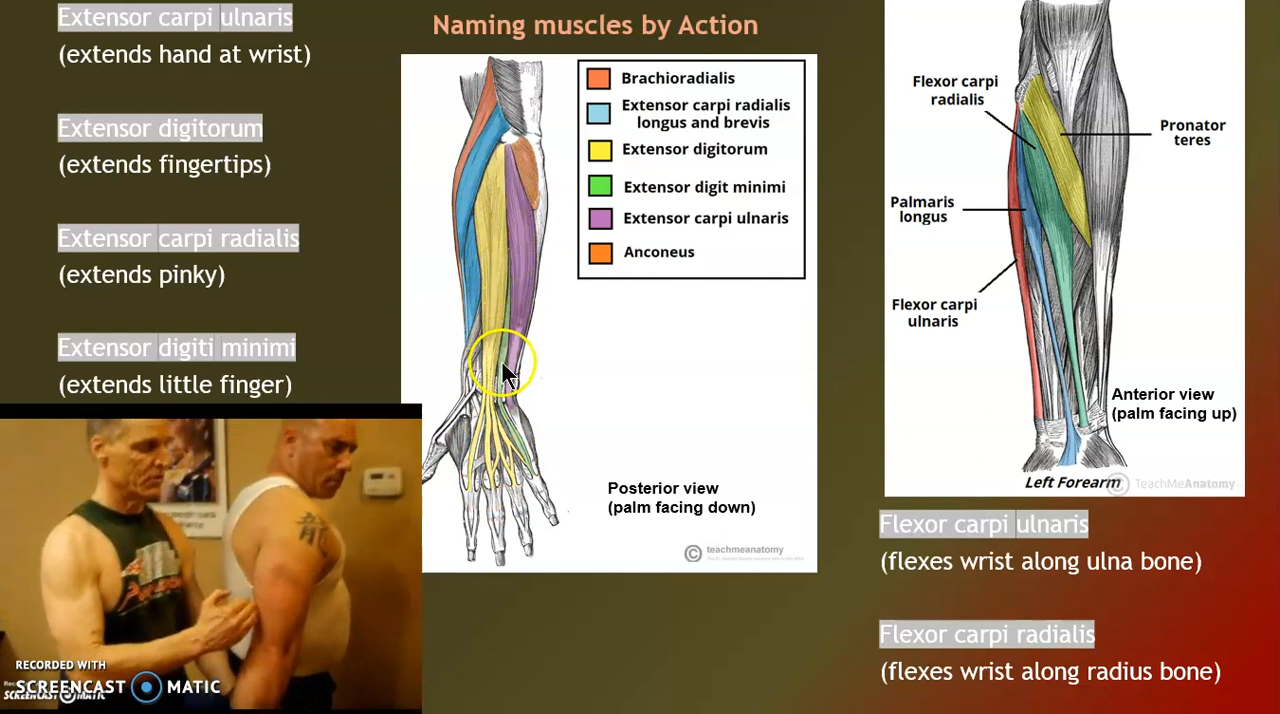 Naming muscles by Action
Extensor carpi ulnaris
(extends hand at wrist)
Extensor digitorum
(extends fingertips)
Extensor carpi radialis
(extends pinky)
Extensor digiti minimi
(extends little finger)
Brachioradialis
Extensor carpi radialis
longus and brevis
Extensor digitorum
Extensor digit minimi
Extensor carpi ulnaris
Anconeus
Posterior view
(palm facing down)
© teachmeanatomy
Flexor carpi
radialis
Pronator
teres
Palmaris
longus
Flexor carpi
ulnaris
Anterior view
(palm facing up)
Left Forearm
© TeachMeAnatomy
Flexor carpi ulnaris
(flexes wrist along ulna bone)
Flexor carpi radialis
(flexes wrist along radius bone)
RECORDED WITH
SCREENCAST MATIC